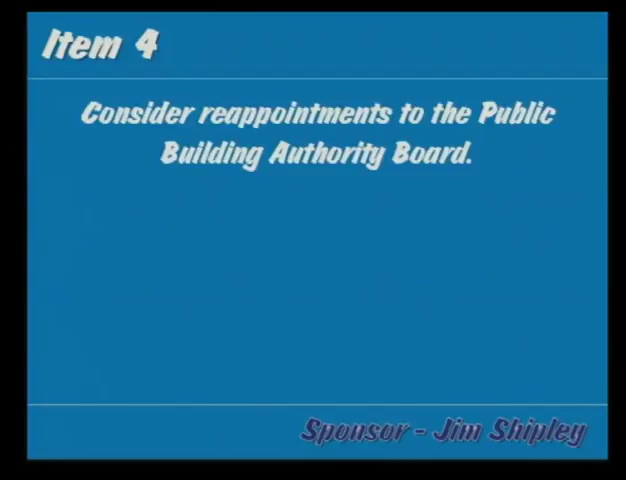 Item 4
Consider reappointments to the Public
Building Authority Board.
Sponsor - Jim Shipley